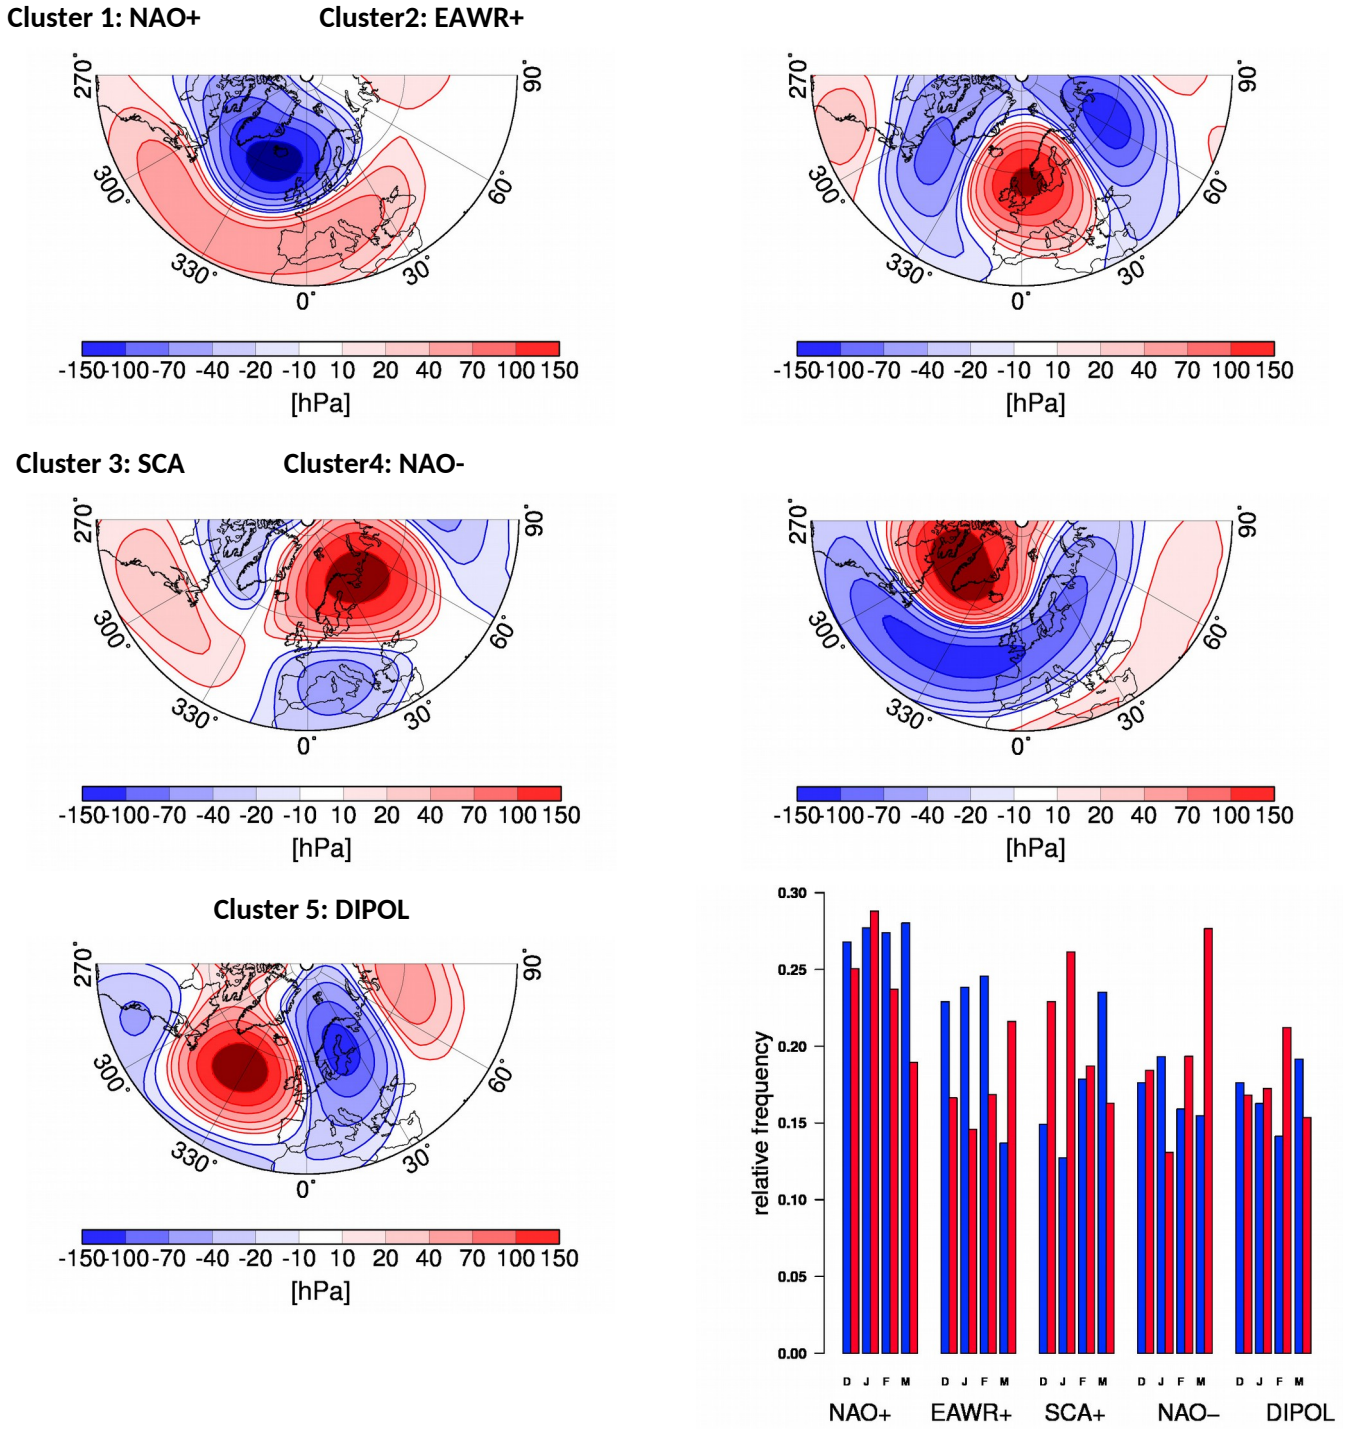 Cluster 1: NAO+ Cluster2: EAWR+
270° 90° 270° 90°
300° 60° 300° 60°
330° 30° 330° 30°
0° 0°
-150 -100 -70 -40 -20 -10 10 20 40 70 100 150 -150 -100 -70 -40 -20 -10 10 20 40 70 100 150
[hPa] [hPa]
Cluster 3: SCA Cluster4: NAO-
270° 90° 270° 90°
300° 60° 300° 60°
330° 30° 330° 30°
0° 0°
-150 -100 -70 -40 -20 -10 10 20 40 70 100 150 -150 -100 -70 -40 -20 -10 10 20 40 70 100 150
[hPa] [hPa]
Cluster 5: DIPOL
270° 90°
300° 60°
330° 30°
0°
-150 -100 -70 -40 -20 -10 10 20 40 70 100 150
[hPa]
relative frequency
0.30
0.25
0.20
0.15
0.10
0.05
0.00
D J F M D J F M D J F M D J F M D J F M
NAO+ EAWR+ SCA+ NAO– DIPOL